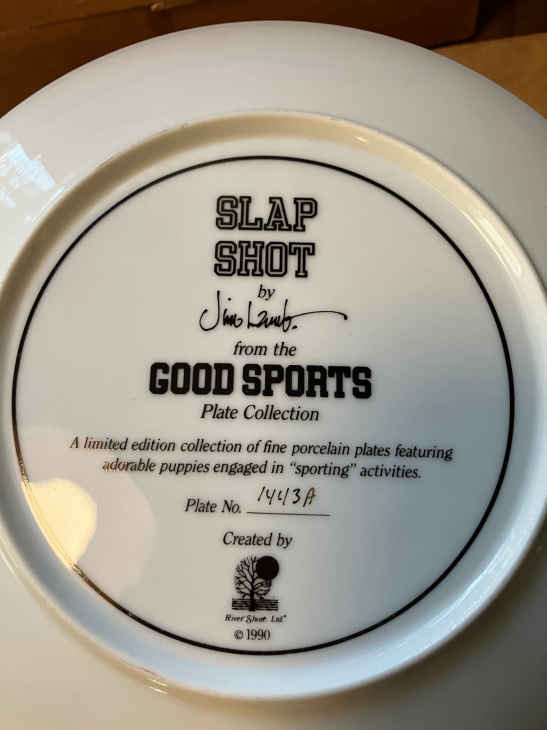 SLAP
SHOT
by
Jim Lamb.
from the
GOOD SPORTS
Plate Collection
A limited edition collection of fine porcelain plates featuring
adorable puppies engaged in "sporting" activities.
Plate No. 1443A
Created by
River Shore, Ltd.
© 1990